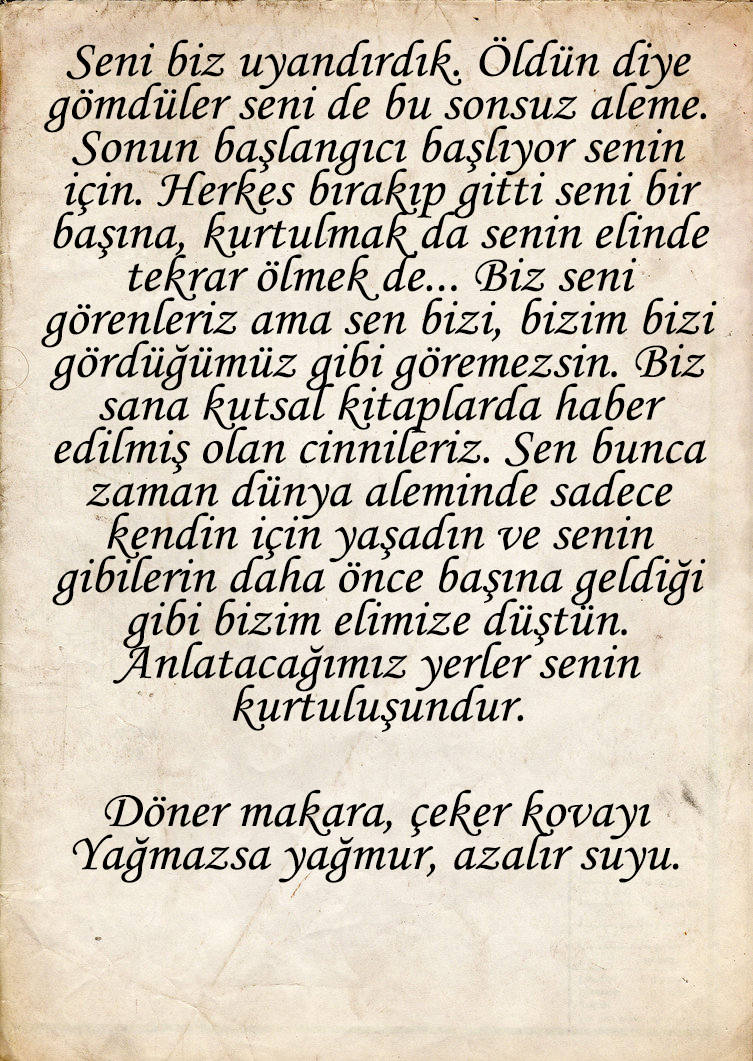 Seni biz uyandırdık. Öldün diye
gömdüler seni de bu sonsuz aleme.
Sonun başlangıcı başlıyor senin
için. Herkes bırakıp gitti seni bir
başına, kurtulmak da senin elinde
tekrar ölmek de... Biz seni
görenleriz ama sen bizi, bizim bizi
gördüğümüz gibi göremezsin. Biz
sana kutsal kitaplarda haber
edilmiş olan cinnileriz. Sen bunca
zaman dünya aleminde sadece
kendin için yaşadın ve senin
gibilerin daha önce başına geldiği
gibi bizim elimize düştün.
Anlatacağımız yerler senin
kurtuluşundur.
Döner makara, çeker kovayı
Yağmazsa yağmur, azalır suyu.